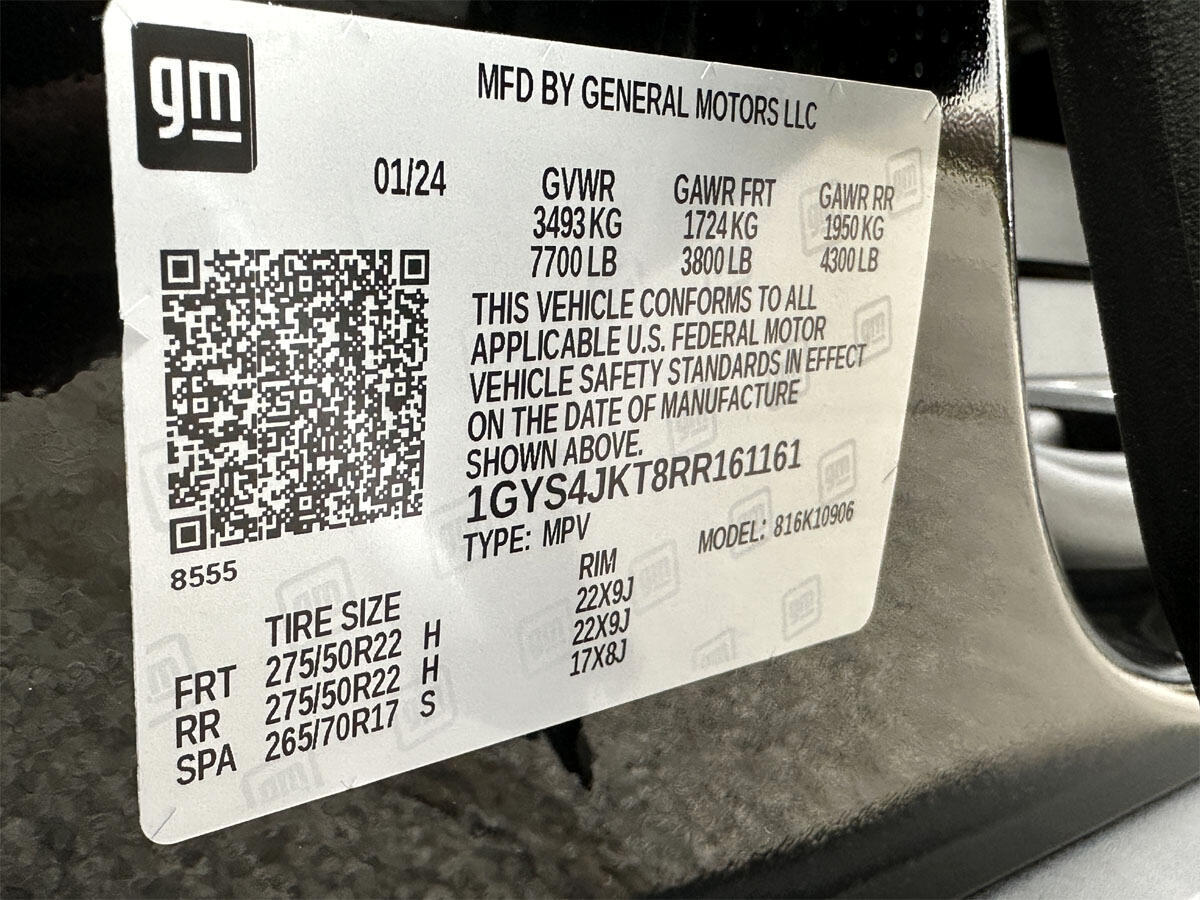 gm
MFD BY GENERAL MOTORS LLC
01/24 GVWR GAWR FRT GAWR RR
3493 KG 1724 KG 1950 KG
7700 LB 3800 LB 4300 LB
THIS VEHICLE CONFORMS TO ALL
APPLICABLE U.S. FEDERAL MOTOR
VEHICLE SAFETY STANDARDS IN EFFECT
ON THE DATE OF MANUFACTURE
SHOWN ABOVE.
1GYS4JKT8RR161161
TYPE: MPV MODEL: 816K10906
8555
TIRE SIZE RIM
FRT 275/50R22 H 22X9J
RR 275/50R22 H 22X9J
SPA 265/70R17 S 17X8J